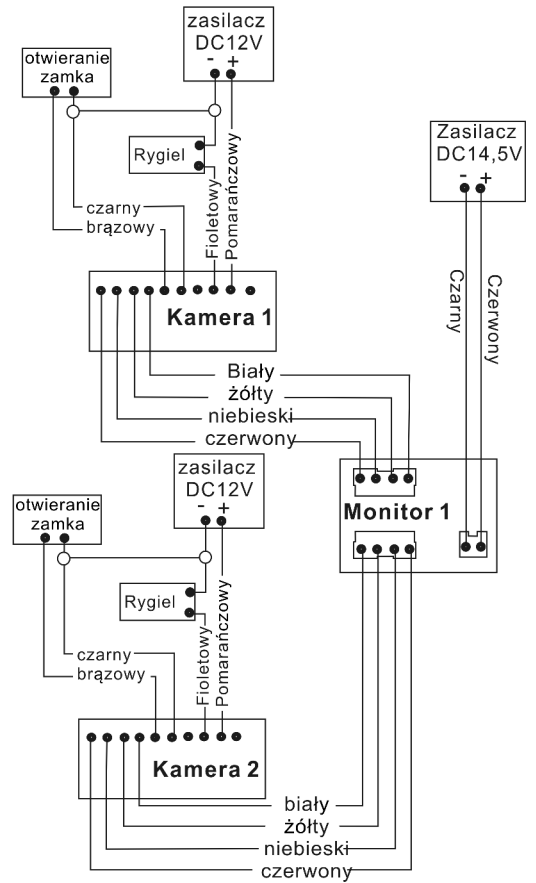 zasilacz
DC12V
- +
otwieranie
zamka
Rygiel
Zasilacz
DC14,5V
- +
czarny
brązowy
Fioletowy
Pomarańczowy
Czarny
Czerwony
Kamera 1
Biały
żółty
niebieski
czerwony
zasilacz
DC12V
- +
otwieranie
zamka
Monitor 1
Rygiel
czarny
brązowy
Fioletowy
Pomarańczowy
Kamera 2
biały
żółty
niebieski
czerwony